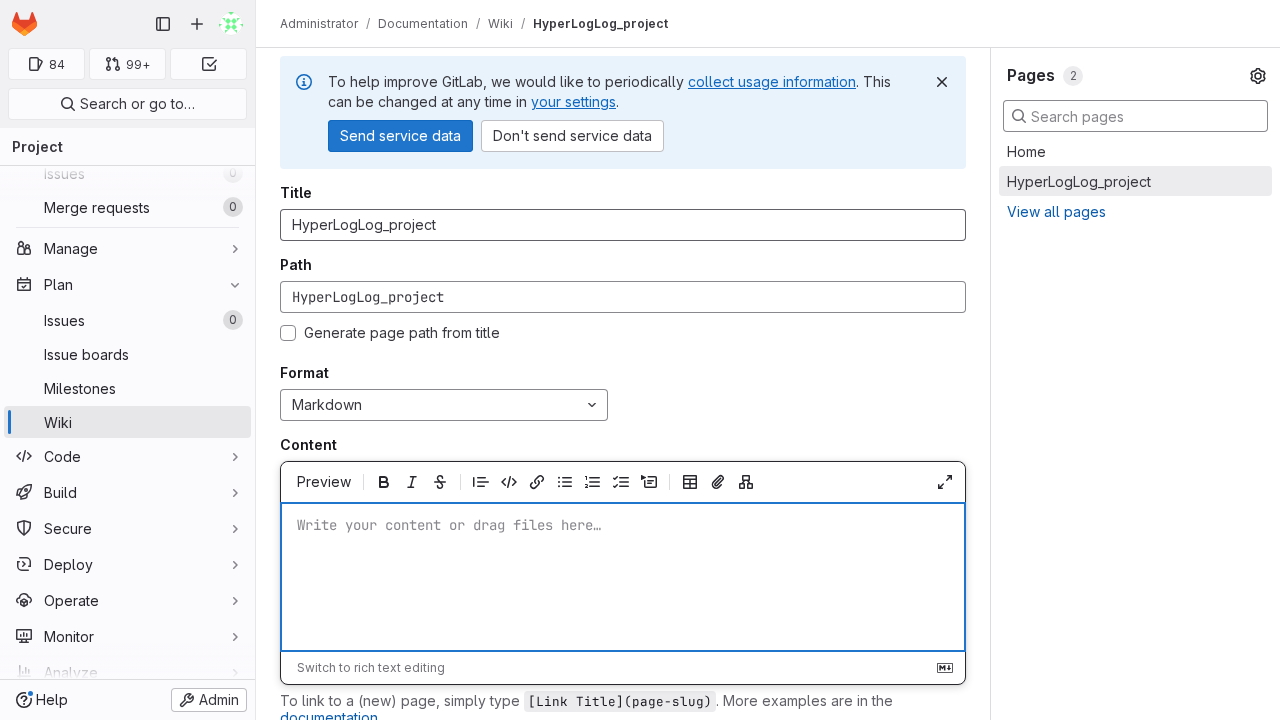 Administrator / Documentation / Wiki / HyperLogLog_project
84
99+
Search or go to…
Project
Issues 0
Merge requests 0
Manage
Plan
Issues 0
Issue boards
Milestones
Wiki
Code
Build
Secure
Deploy
Operate
Monitor
Analyze
Help
Admin
To help improve GitLab, we would like to periodically collect usage information. This
can be changed at any time in your settings.
Send service data
Don't send service data
Title
HyperLogLog_project
Path
HyperLogLog_project
Generate page path from title
Format
Markdown
Content
Preview
Write your content or drag files here…
Switch to rich text editing
To link to a (new) page, simply type [Link Title](page-slug). More examples are in the
documentation.
Pages 2
Search pages
Home
HyperLogLog_project
View all pages